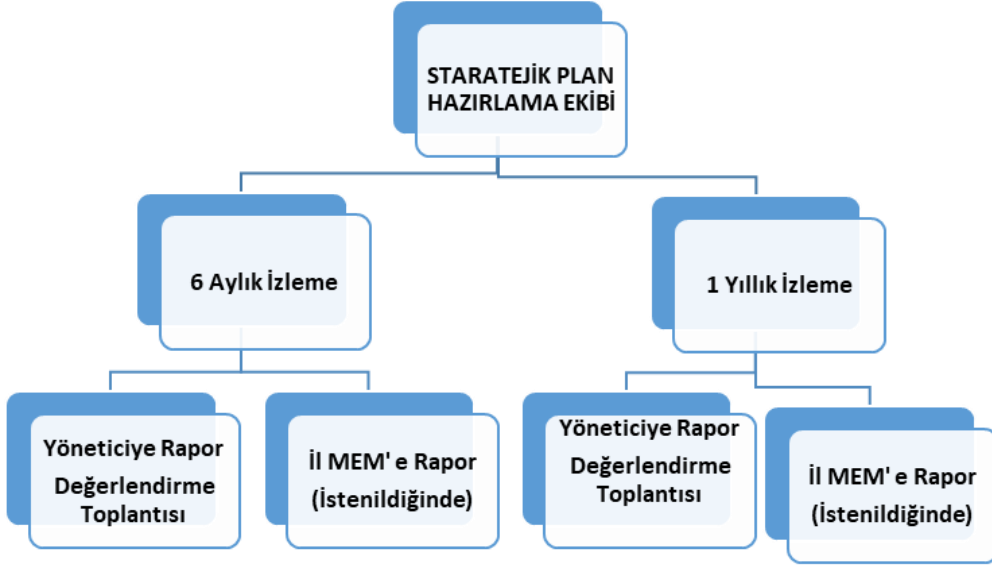 STARATEJİK PLAN
HAZIRLAMA EKİBİ
6 Aylık İzleme
1 Yıllık İzleme
Yöneticiye Rapor
Değerlendirme
Toplantısı
İl MEM' e Rapor
(İstenildiğinde)
Yöneticiye Rapor
Değerlendirme
Toplantısı
İl MEM' e Rapor
(İstenildiğinde)